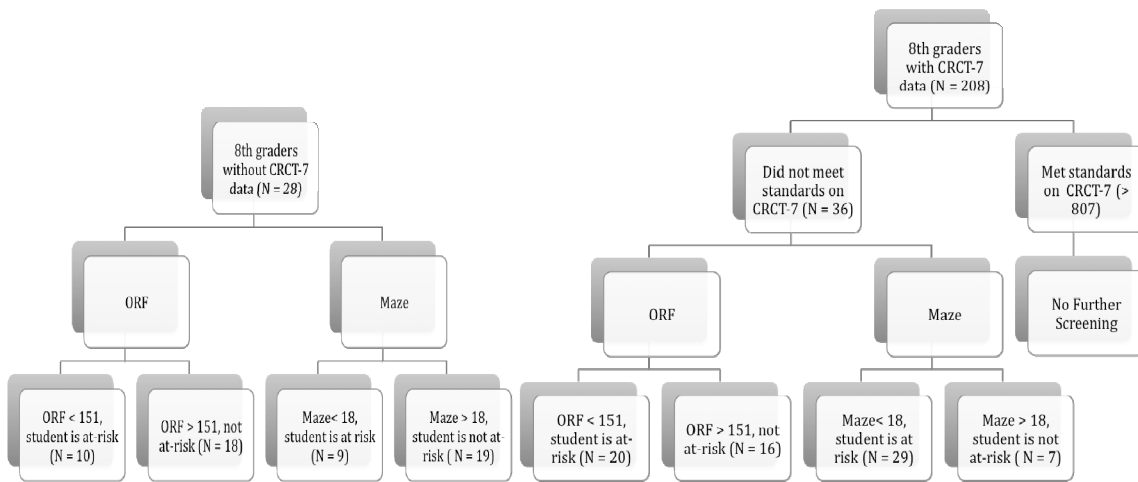 8th graders
without CRCT-7
data (N = 28)
ORF
Maze
ORF < 151,
student is at-risk
(N = 10)
ORF > 151, not
at-risk (N = 18)
Maze< 18,
student is at risk
(N = 9)
Maze > 18,
student is not at-
risk ( N = 19)
8th graders
with CRCT-7
data (N = 208)
Did not meet
standards on
CRCT-7 (N = 36)
Met standards
on CRCT-7 (>
807)
ORF
Maze
No Further
Screening
ORF < 151,
student is at-
risk (N = 20)
ORF > 151, not
at-risk (N = 16)
Maze< 18,
student is at
risk (N = 29)
Maze > 18,
student is not
at-risk ( N = 7)